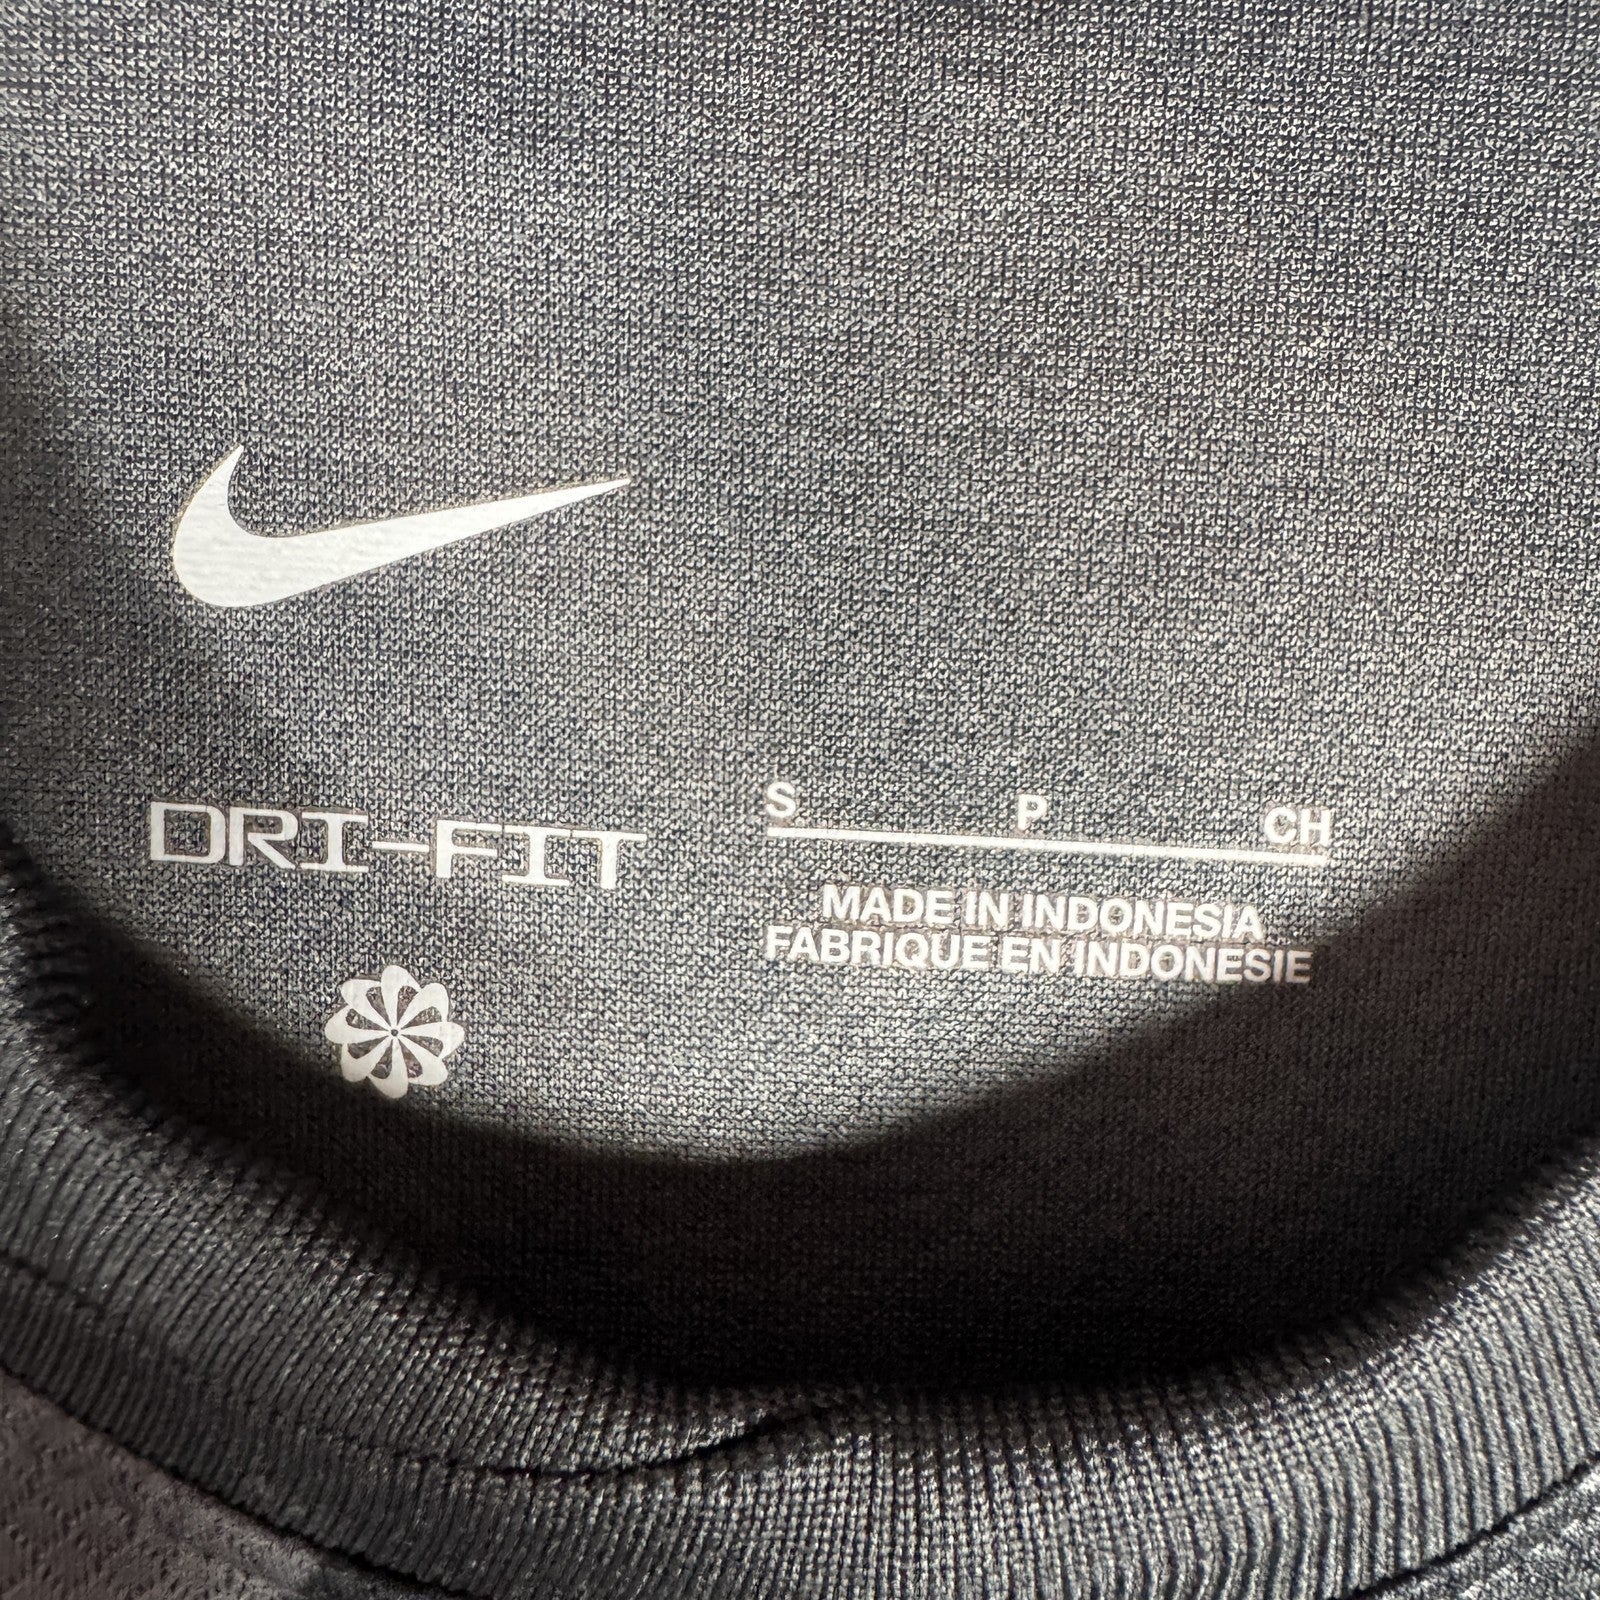 DRI-FIT
S P CH
MADE IN INDONESIA
FABRIQUE EN INDONESIE